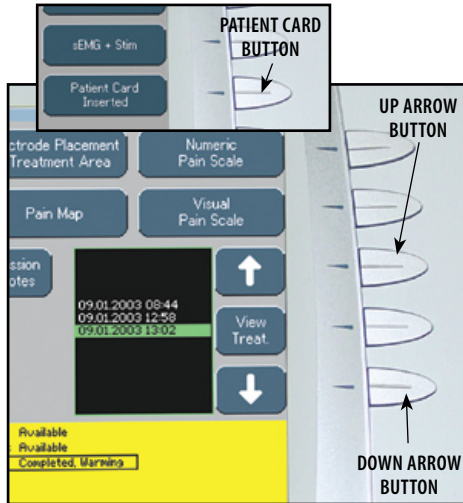 PATIENT CARD
BUTTON
sEMG + Stim
Patient Card
Inserted
UP ARROW
BUTTON
ctrode Placement
Treatment Area
Numeric
Pain Scale
Pain Map
Visual
Pain Scale
ssion
otes
09.01.2003 08:44
09.01.2003 12:58
09.01.2003 13:02
View
Treat.
Available
: Available
Completed, Warming
DOWN ARROW
BUTTON